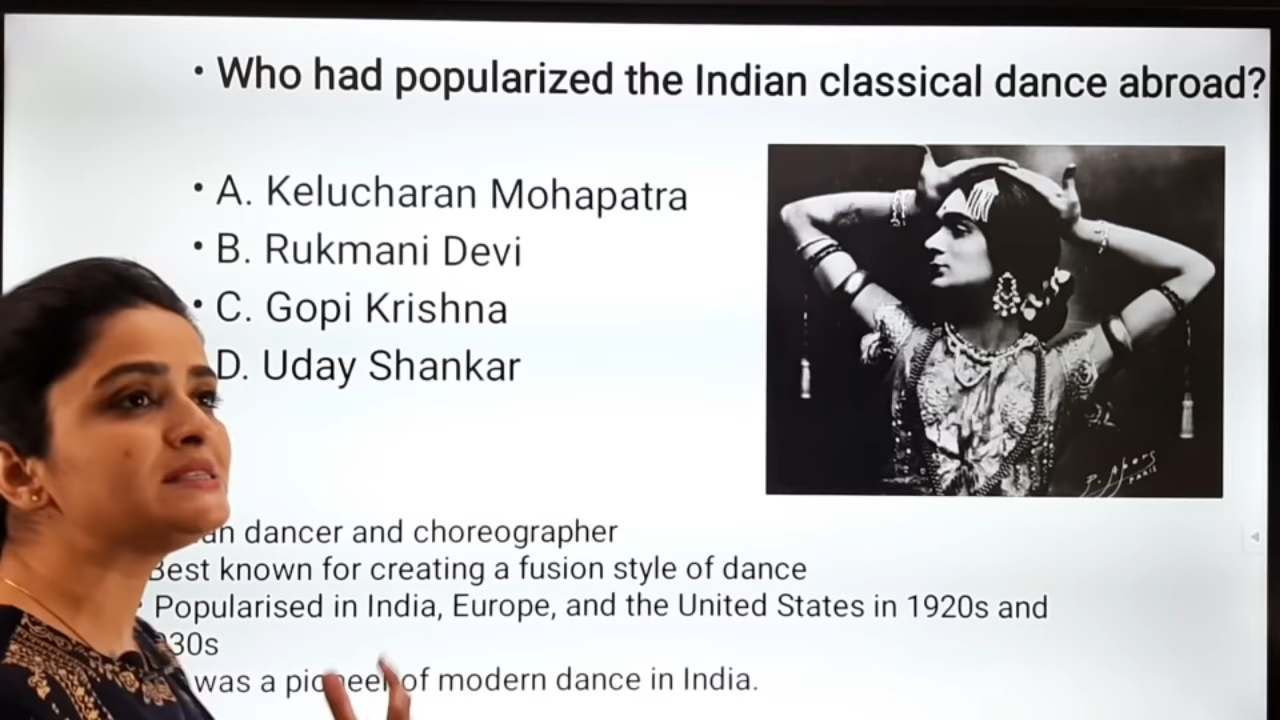 • Who had popularized the Indian classical dance abroad?
• A. Kelucharan Mohapatra
• B. Rukmani Devi
• C. Gopi Krishna
D. Uday Shankar
dancer and choreographer
Best known for creating a fusion style of dance
Popularised in India, Europe, and the United States in 1920s and
30s
was a pioneer of modern dance in India.